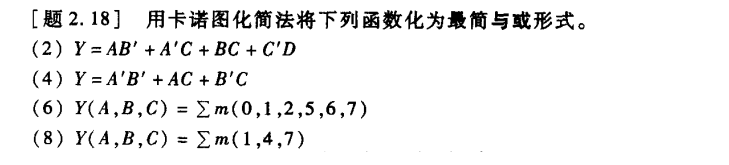 [题2.18] 用卡诺图化简法将下列函数化为最简与或形式。
(2) Y=AB′+A′C+BC+C′D
(4) Y=A′B′+AC+B′C
(6) Y(A,B,C)=∑m(0,1,2,5,6,7)
(8) Y(A,B,C)=∑m(1,4,7)